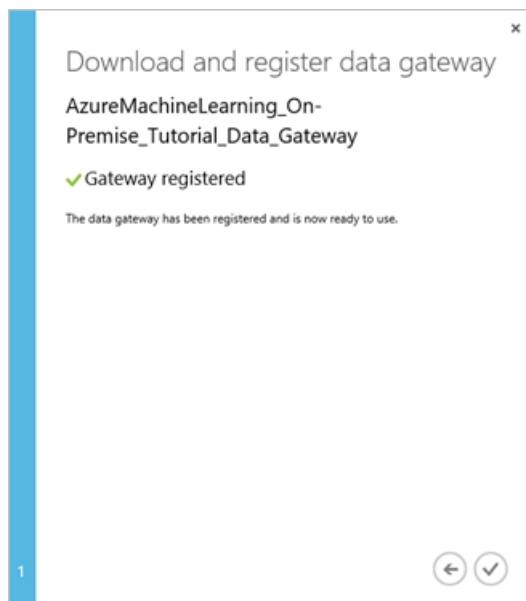 Download and register data gateway
AzureMachineLearning_On-
Premise_Tutorial_Data_Gateway
Gateway registered
The data gateway has been registered and is now ready to use.
1